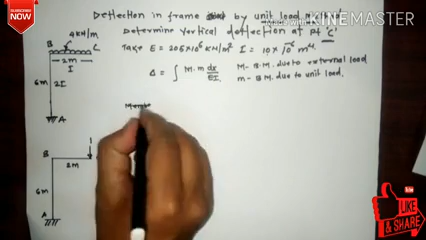 SUBSCRIBE
NOW
Made with
KINEMASTER
Deflection in frame by unit load
Determine Vertical deflection at Pt 'C'
Take E = 205×10⁶ KN/m² I = 10×10⁻⁶ m⁴.
Δ = ∫ M.m dx/EI
M - B.M. due to external load
m - B.M. due to unit load.
4KN/m
B
C
2m
I
6m
2I
A
1
B
2m
6m
A
LIKE
& SHARE